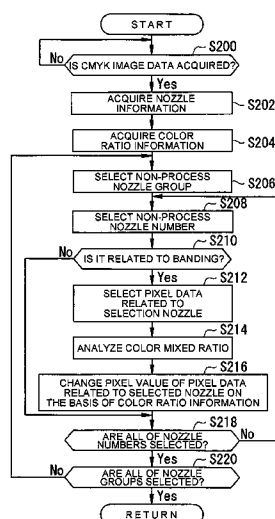 START
S200
No
IS CMYK IMAGE DATA ACQUIRED?
Yes
ACQUIRE NOZZLE
INFORMATION
S202
ACQUIRE COLOR
RATIO INFORMATION
S204
SELECT NON-PROCESS
NOZZLE GROUP
S206
S208
SELECT NON-PROCESS
NOZZLE NUMBER
S210
No
IS IT RELATED TO BANDING?
Yes
S212
SELECT PIXEL DATA
RELATED TO
SELECTION NOZZLE
S214
ANALYZE COLOR MIXED RATIO
S216
CHANGE PIXEL VALUE OF PIXEL DATA
RELATED TO SELECTED NOZZLE ON
THE BASIS OF COLOR RATIO INFORMATION
S218
ARE ALL OF NOZZLE
NUMBERS SELECTED?
No
Yes
S220
No
ARE ALL OF NOZZLE
GROUPS SELECTED?
Yes
RETURN